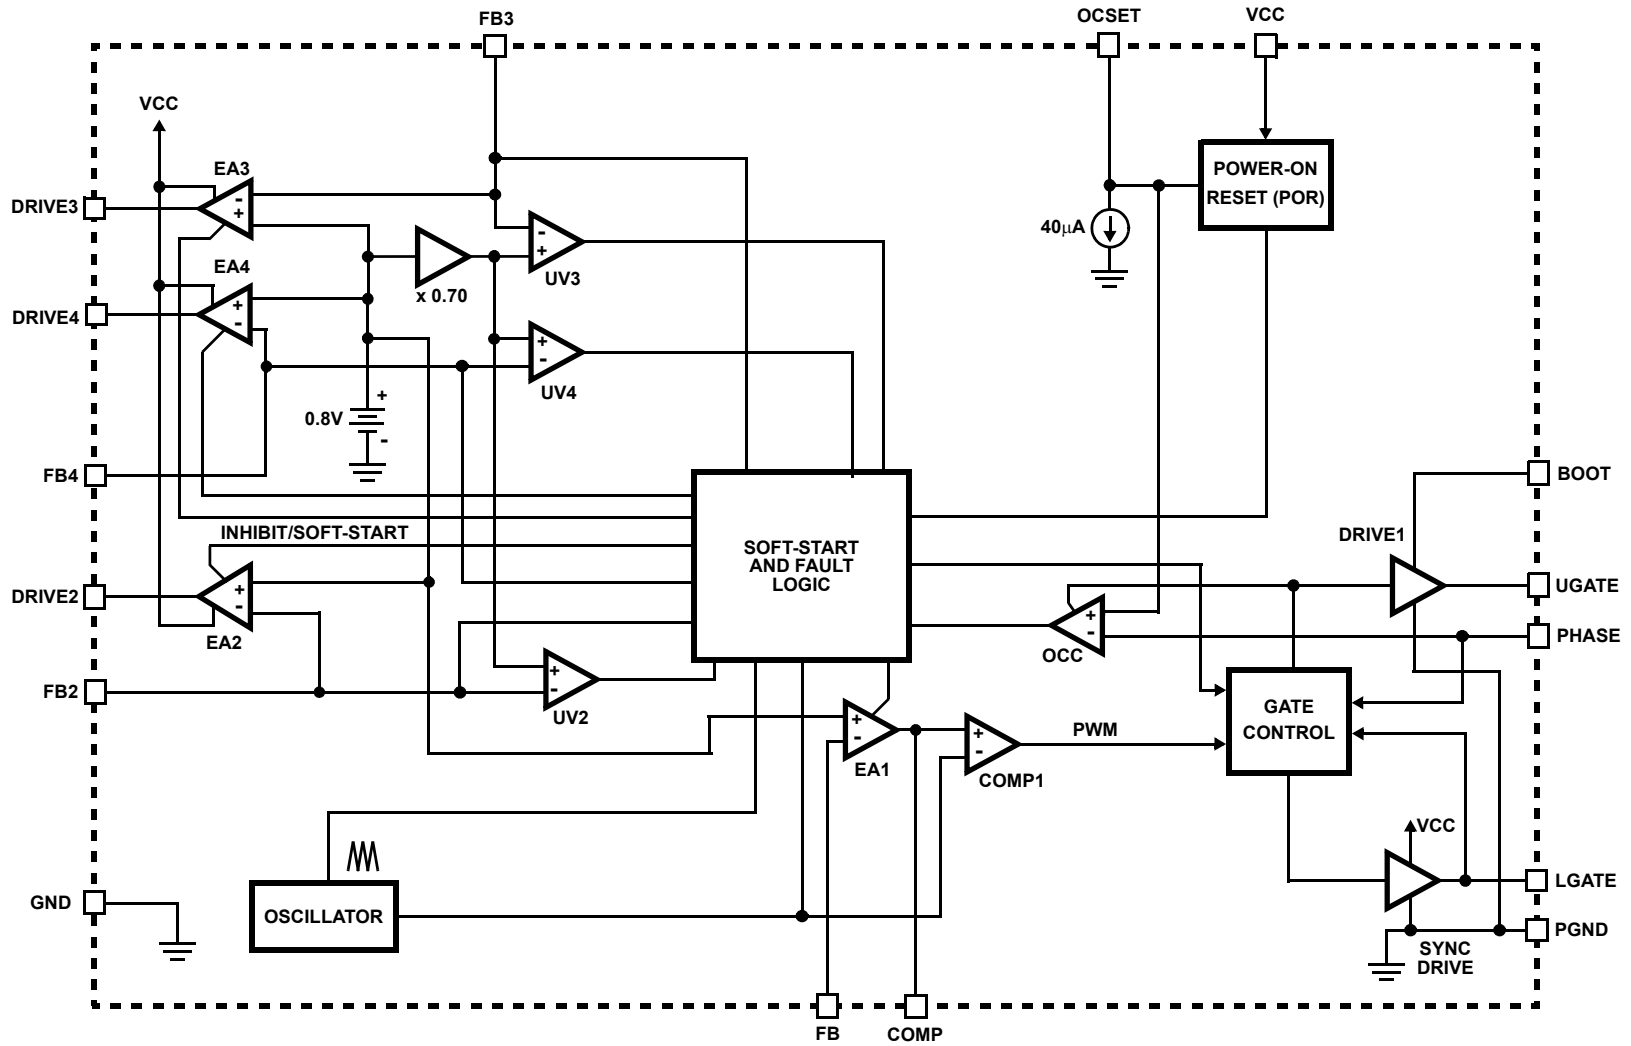 FB3
OCSET
VCC
VCC
EA3
DRIVE3
-
+
POWER-ON
RESET (POR)
40μA
EA4
DRIVE4
+
-
x 0.70
-
+
UV3
+
-
UV4
0.8V
+
-
FB4
BOOT
INHIBIT/SOFT-START
DRIVE1
SOFT-START
AND FAULT
LOGIC
DRIVE2
+
-
EA2
UGATE
+
-
OCC
PHASE
FB2
+
-
UV2
GATE
CONTROL
+
-
EA1
+
-
COMP1
PWM
VCC
GND
OSCILLATOR
LGATE
PGND
SYNC
DRIVE
FB
COMP